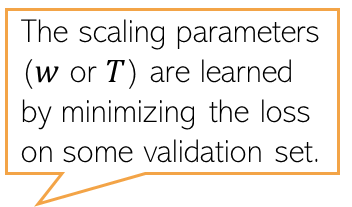 The scaling parameters
(w or T) are learned
by minimizing the loss
on some validation set.